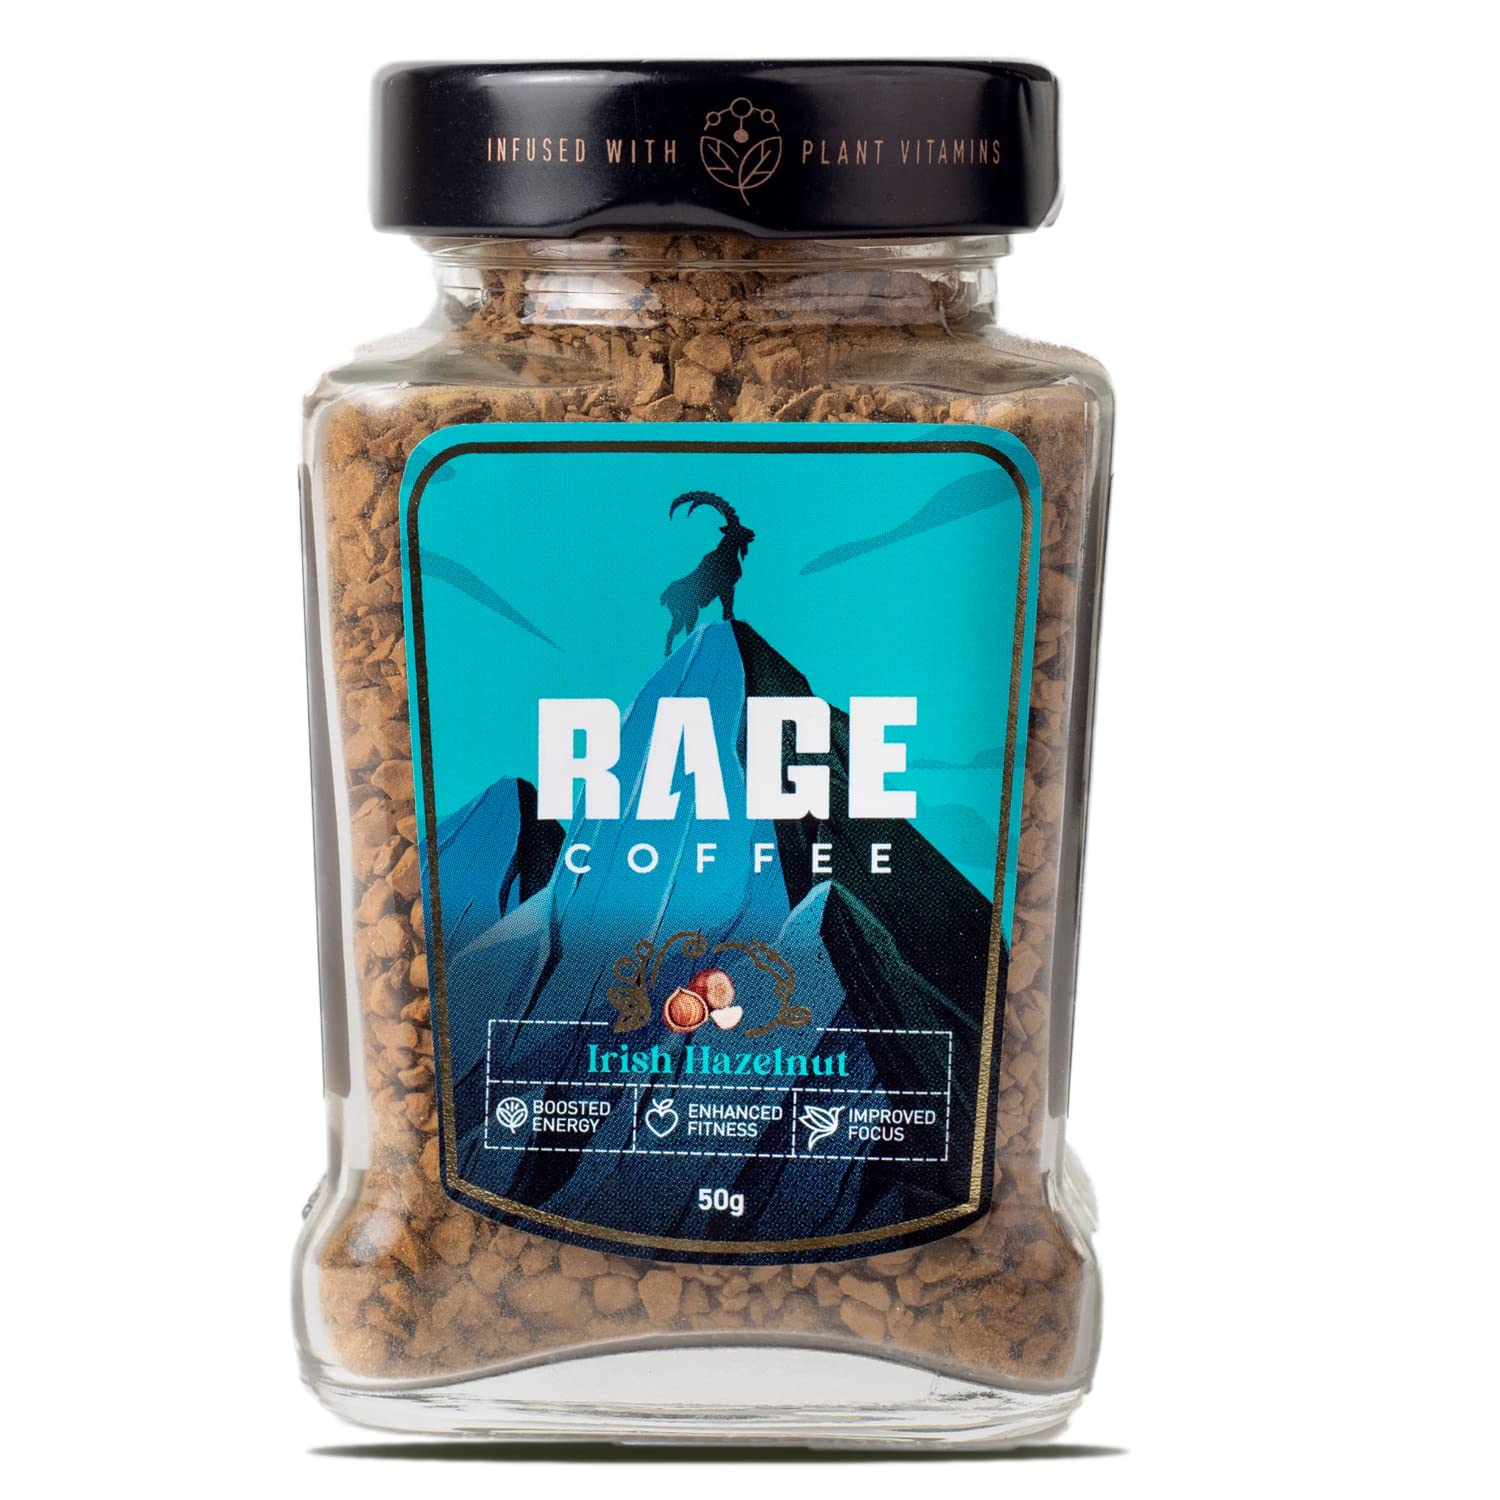 INFUSED WITH PLANT VITAMINS
RAGE
COFFEE
Irish Hazelnut
BOOSTED
ENERGY
ENHANCED
FITNESS
IMPROVED
FOCUS
50g